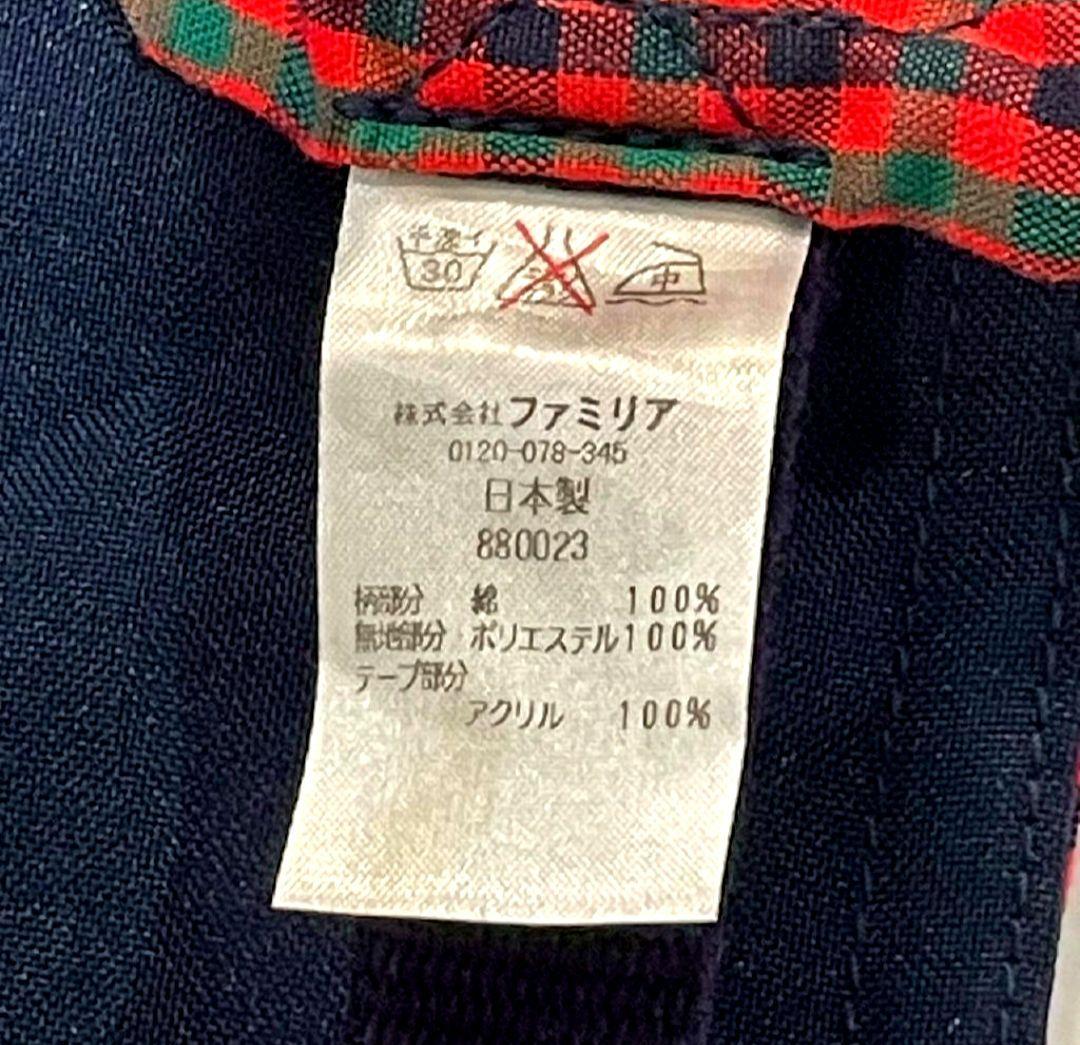 手洗イ
30
中
株式会社ファミリア
0120-078-345
日本製
880023
柄部分 綿 100%
無地部分 ポリエステル100%
テープ部分
アクリル 100%